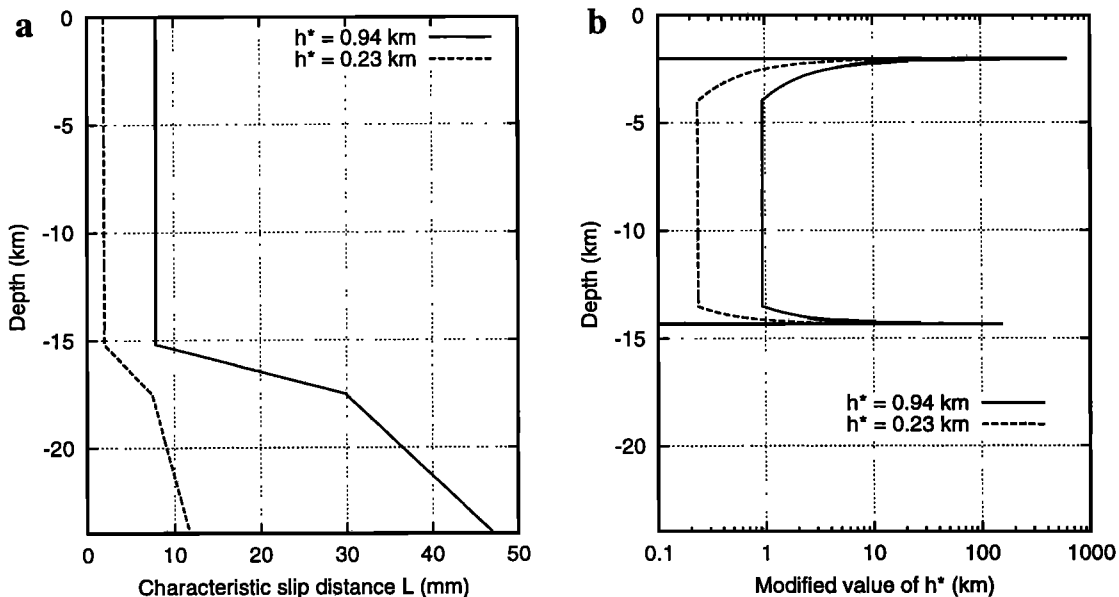 a
h* = 0.94 km
h* = 0.23 km
0
-5
-10
-15
-20
Depth (km)
0 10 20 30 40 50
Characteristic slip distance L (mm)
b
0
-5
-10
-15
-20
Depth (km)
h* = 0.94 km
h* = 0.23 km
0.1 1 10 100 1000
Modified value of h* (km)